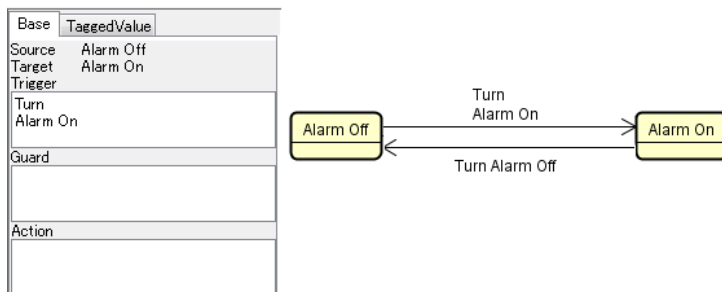 Base TaggedValue
Source Alarm Off
Target Alarm On
Trigger
Turn
Alarm On
Guard
Action
Turn
Alarm On
Alarm Off
Alarm On
Turn Alarm Off